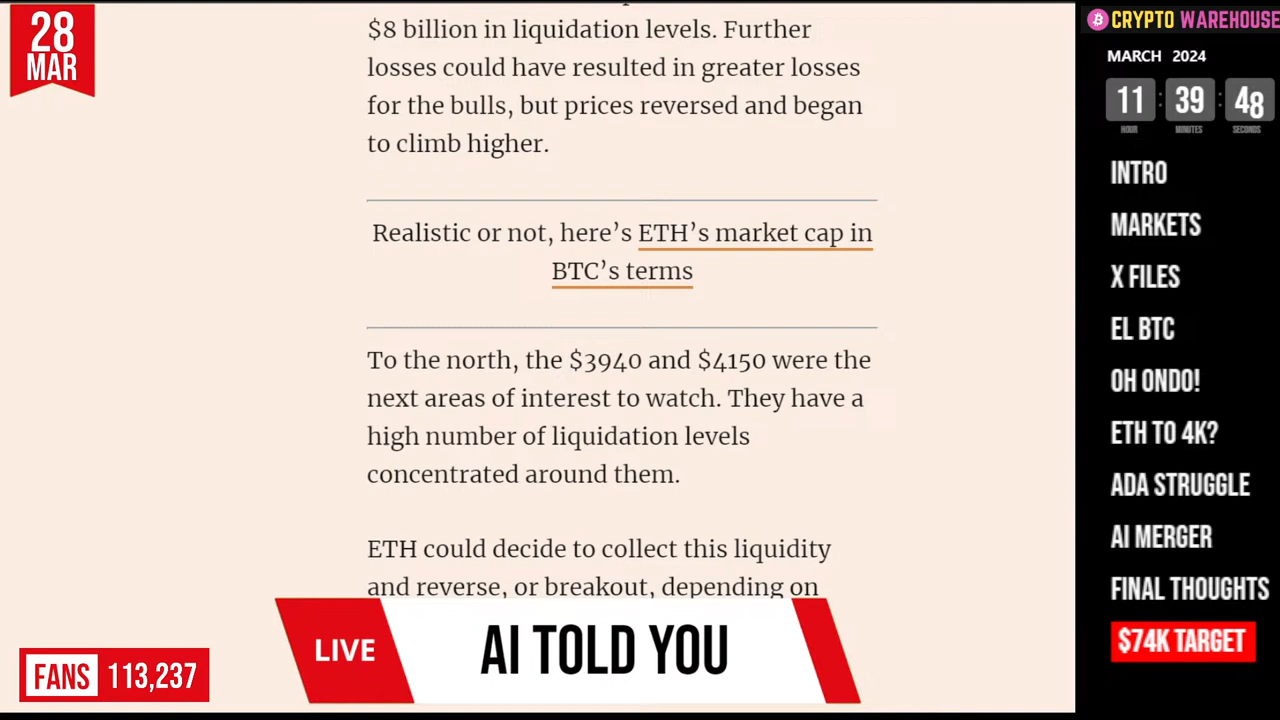 28
MAR
$8 billion in liquidation levels. Further
losses could have resulted in greater losses
for the bulls, but prices reversed and began
to climb higher.
Realistic or not, here’s ETH’s market cap in
BTC’s terms
To the north, the $3940 and $4150 were the
next areas of interest to watch. They have a
high number of liquidation levels
concentrated around them.
ETH could decide to collect this liquidity
and reverse, or breakout, depending on
LIVE
AI TOLD YOU
FANS 113,237
CRYPTO WAREHOUSE
MARCH 2024
11 : 39 : 48
HOUR MINUTES SECONDS
INTRO
MARKETS
X FILES
EL BTC
OH ONDO!
ETH TO 4K?
ADA STRUGGLE
AI MERGER
FINAL THOUGHTS
$74K TARGET